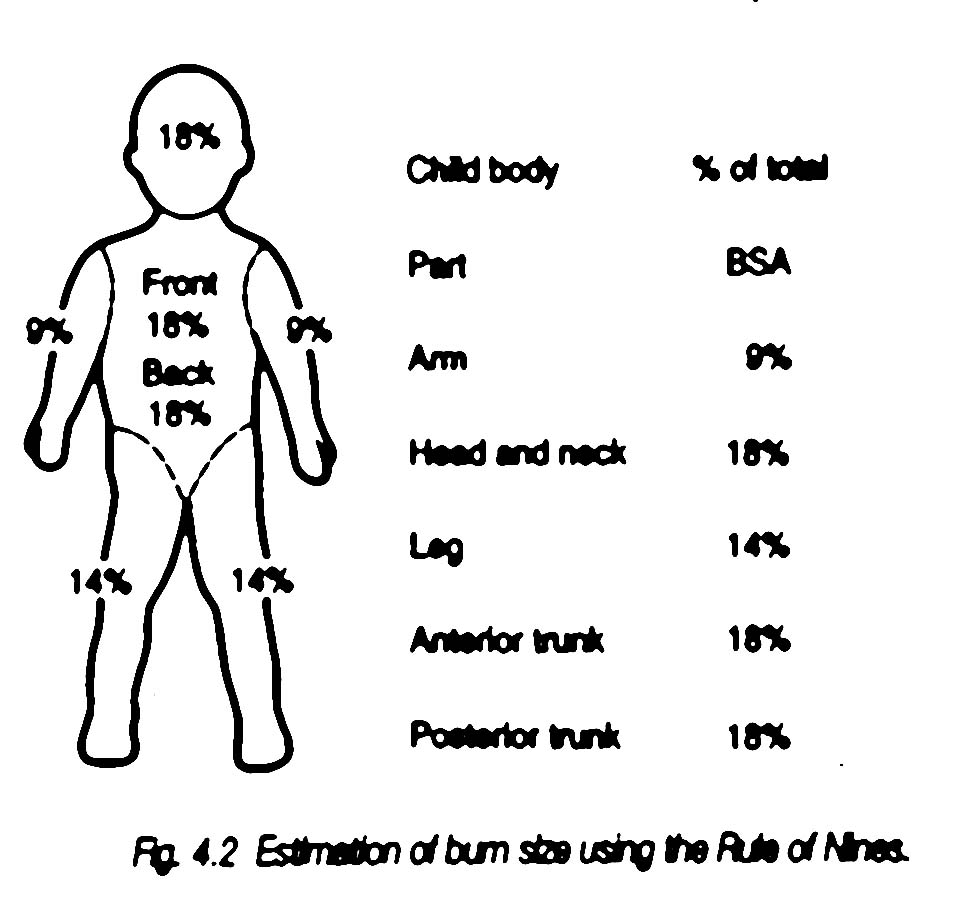 18%
Front
18%
Back
18%
9%
9%
14%
14%
Child body % of total
Part BSA
Arm 9%
Head and neck 18%
Leg 14%
Anterior trunk 18%
Posterior trunk 18%
Fig. 4.2 Estimation of burn size using the Rule of Nines.